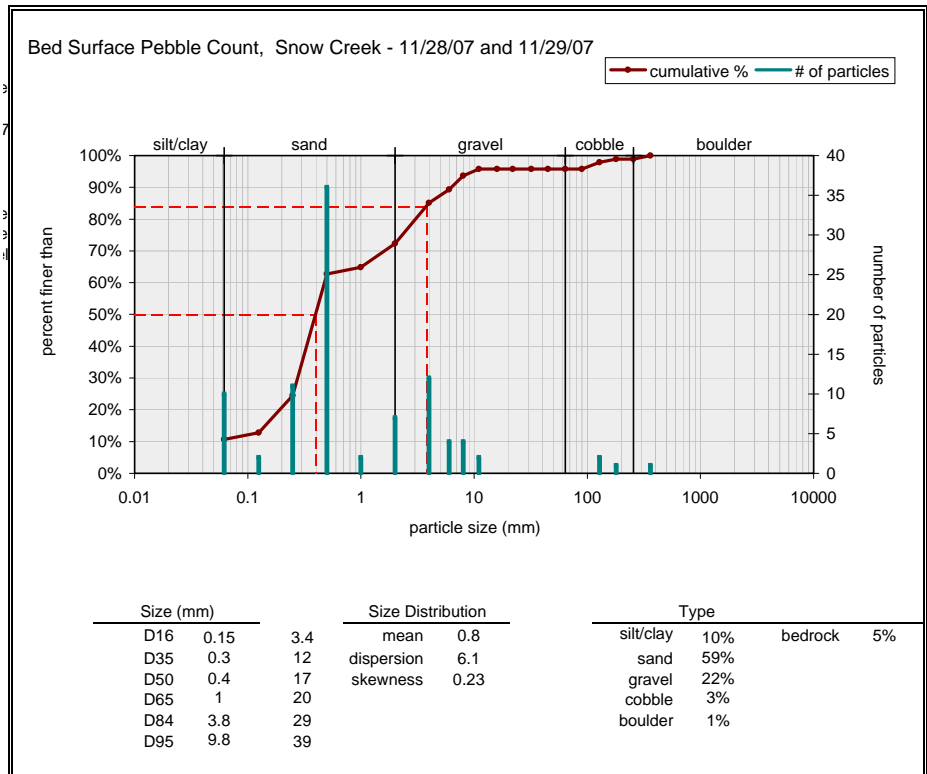 Bed Surface Pebble Count, Snow Creek - 11/28/07 and 11/29/07
cumulative % # of particles
silt/clay sand gravel cobble boulder
100%
90%
80%
70%
60%
50%
40%
30%
20%
10%
0%
percent finer than
40
35
30
25
20
15
10
5
0
number of particles
0.01 0.1 1 10 100 1000 10000
particle size (mm)
Size (mm) Size Distribution Type
D16 0.15 3.4 mean 0.8 silt/clay 10% bedrock 5%
D35 0.3 12 dispersion 6.1 sand 59%
D50 0.4 17 skewness 0.23 gravel 22%
D65 1 20 cobble 3%
D84 3.8 29 boulder 1%
D95 9.8 39